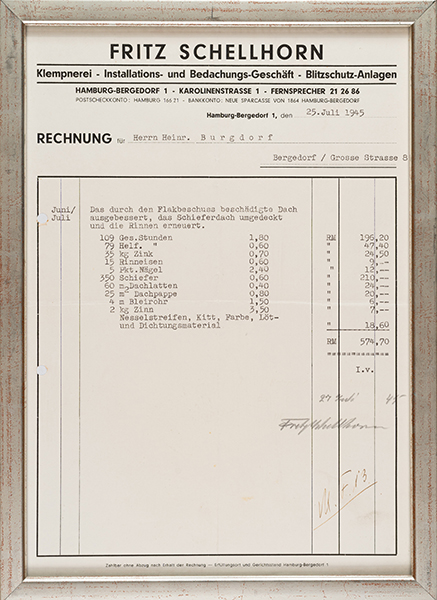 FRITZ SCHELLHORN
Klempnerei - Installations- und Bedachungs-Geschäft - Blitzschutz-Anlagen
HAMBURG-BERGEDORF 1 · KAROLINENSTRASSE 1 · FERNSPRECHER 21 26 86
POSTSCHECKKONTO: HAMBURG 166 21 - BANKKONTO: NEUE SPARCASSE VON 1864 HAMBURG-BERGEDORF
Hamburg-Bergedorf 1, den 25.Juli 1945
RECHNUNG für Herrn Heinr. Burgdorf
Bergedorf / Grosse Strasse 8
Juni/ Das durch den Flakbeschuss beschädigte Dach
Juli ausgebessert, das Schieferdach umgedeckt
und die Rinnen erneuert.
109 Ges.Stunden 1,80 RM 196,20
79 Helf. " 0,60 " 47,40
35 kg Zink 0,70 " 24,50
15 Rinneisen 0,60 " 9,--
5 Pkt.Nägel 2,40 " 12,--
350 Schiefer 0,60 " 210,--
60 m Dachlatten 0,40 " 24,--
25 m² Dachpappe 0,80 " 20,--
4 m Bleirohr 1,50 " 6,--
2 kg Zinn 3,50 " 7,--
Nesselstreifen, Kitt, Farbe, Löt-
und Dichtungsmaterial " 18,60
RM 574,70
I.v.
27 Juli 45
Fritz Schellhorn
Zahlbar ohne Abzug nach Erhalt der Rechnung — Erfüllungsort und Gerichtsstand Hamburg-Bergedorf 1